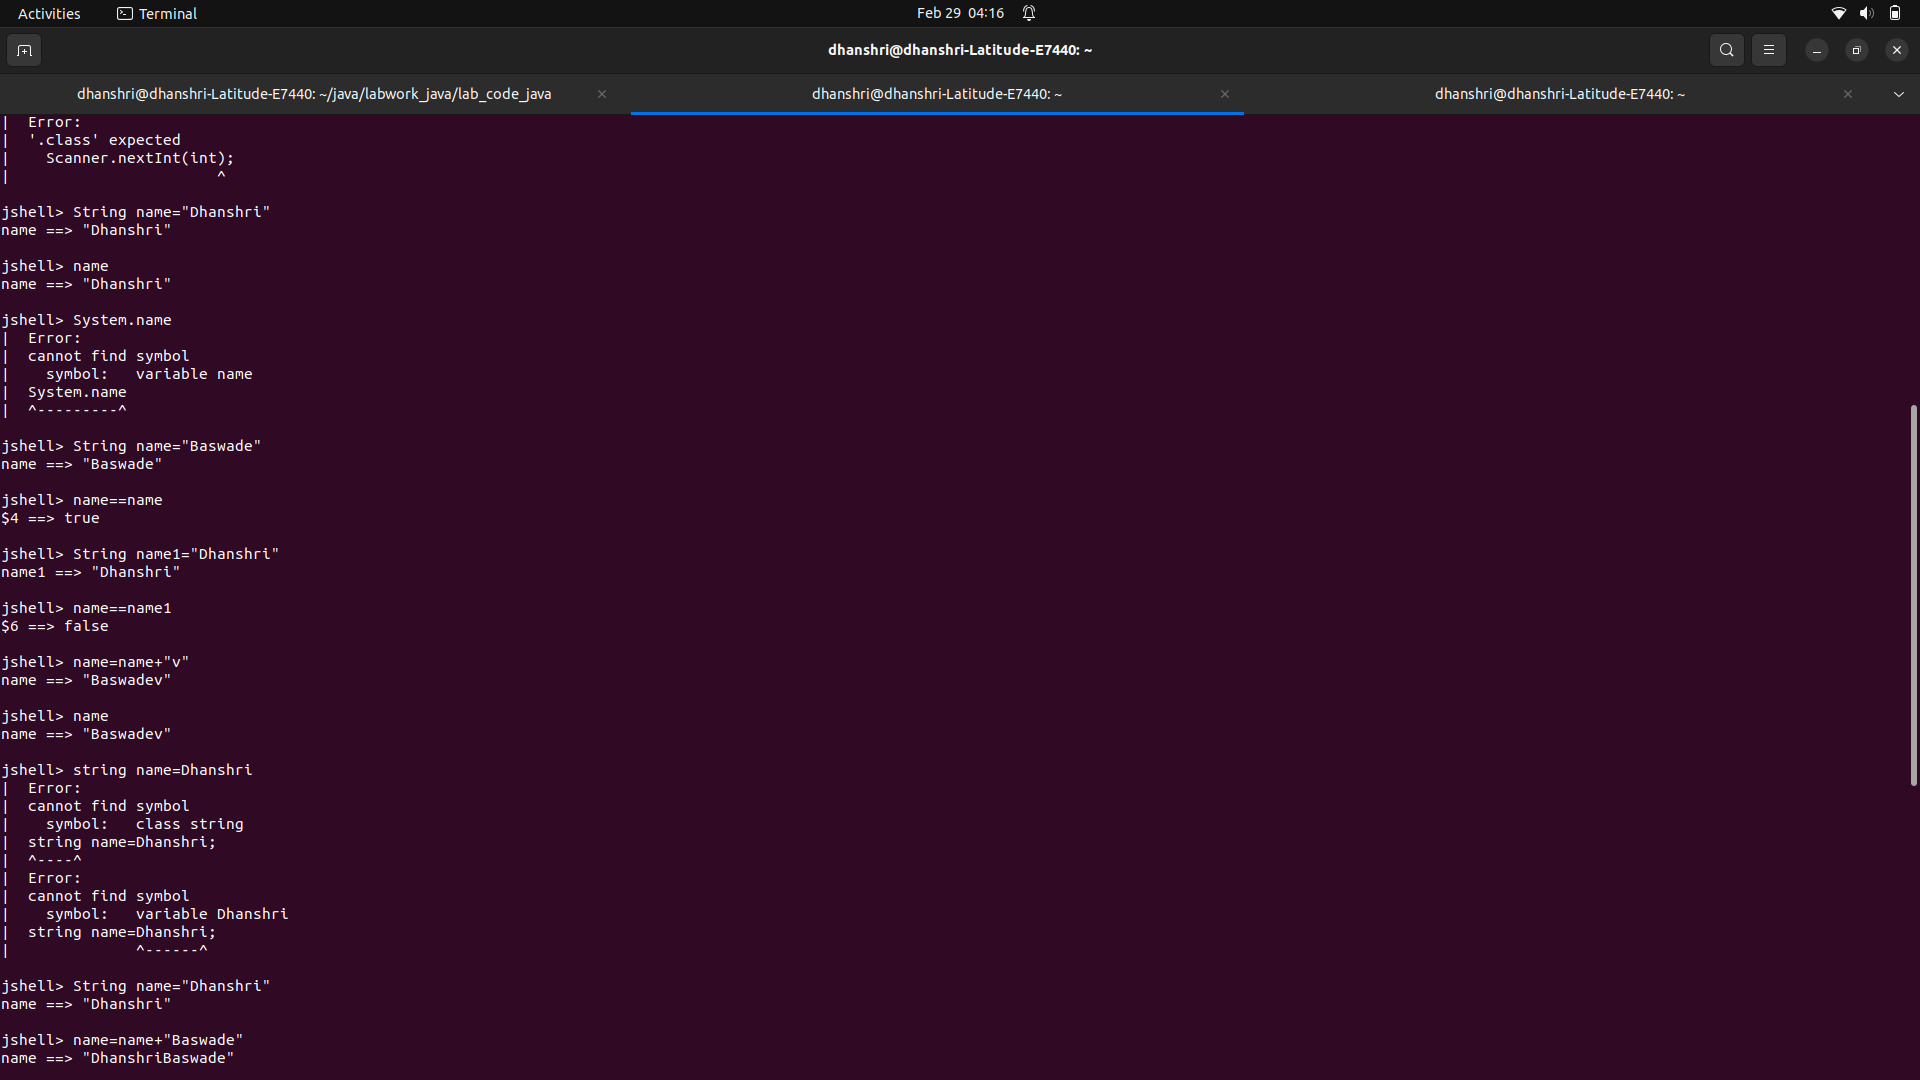 Activities Terminal Feb 29 04:16
dhanshri@dhanshri-Latitude-E7440: ~
dhanshri@dhanshri-Latitude-E7440: ~/java/labwork_java/lab_code_java dhanshri@dhanshri-Latitude-E7440: ~ dhanshri@dhanshri-Latitude-E7440: ~
|  Error:
|  '.class' expected
|    Scanner.nextInt(int);
|                       ^
jshell> String name="Dhanshri"
name ==> "Dhanshri"
jshell> name
name ==> "Dhanshri"
jshell> System.name
|  Error:
|  cannot find symbol
|    symbol:   variable name
|  System.name
|  ^---------^
jshell> String name="Baswade"
name ==> "Baswade"
jshell> name==name
$4 ==> true
jshell> String name1="Dhanshri"
name1 ==> "Dhanshri"
jshell> name==name1
$6 ==> false
jshell> name=name+"v"
name ==> "Baswadev"
jshell> name
name ==> "Baswadev"
jshell> string name=Dhanshri
|  Error:
|  cannot find symbol
|    symbol:   class string
|  string name=Dhanshri;
|  ^----^
|  Error:
|  cannot find symbol
|    symbol:   variable Dhanshri
|  string name=Dhanshri;
|              ^------^
jshell> String name="Dhanshri"
name ==> "Dhanshri"
jshell> name=name+"Baswade"
name ==> "DhanshriBaswade"